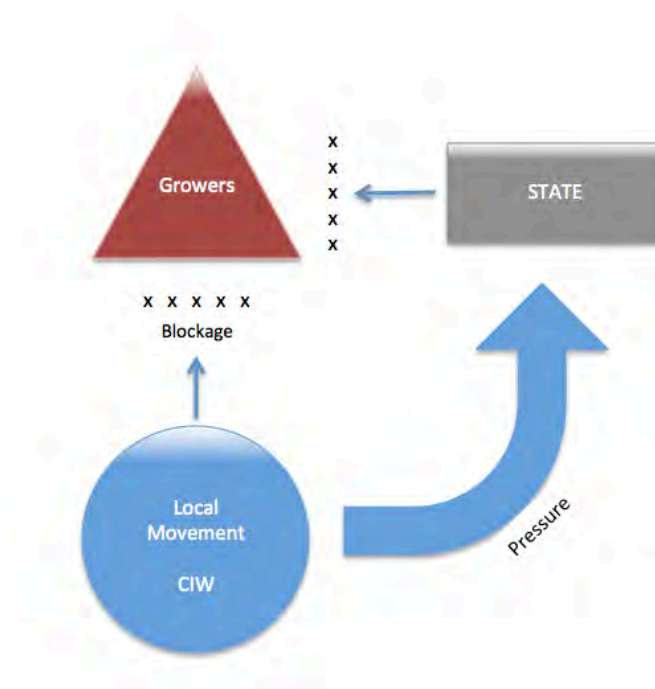 Growers
x
x
x
x
x
STATE
x x x x x
Blockage
Local
Movement
CIW
Pressure